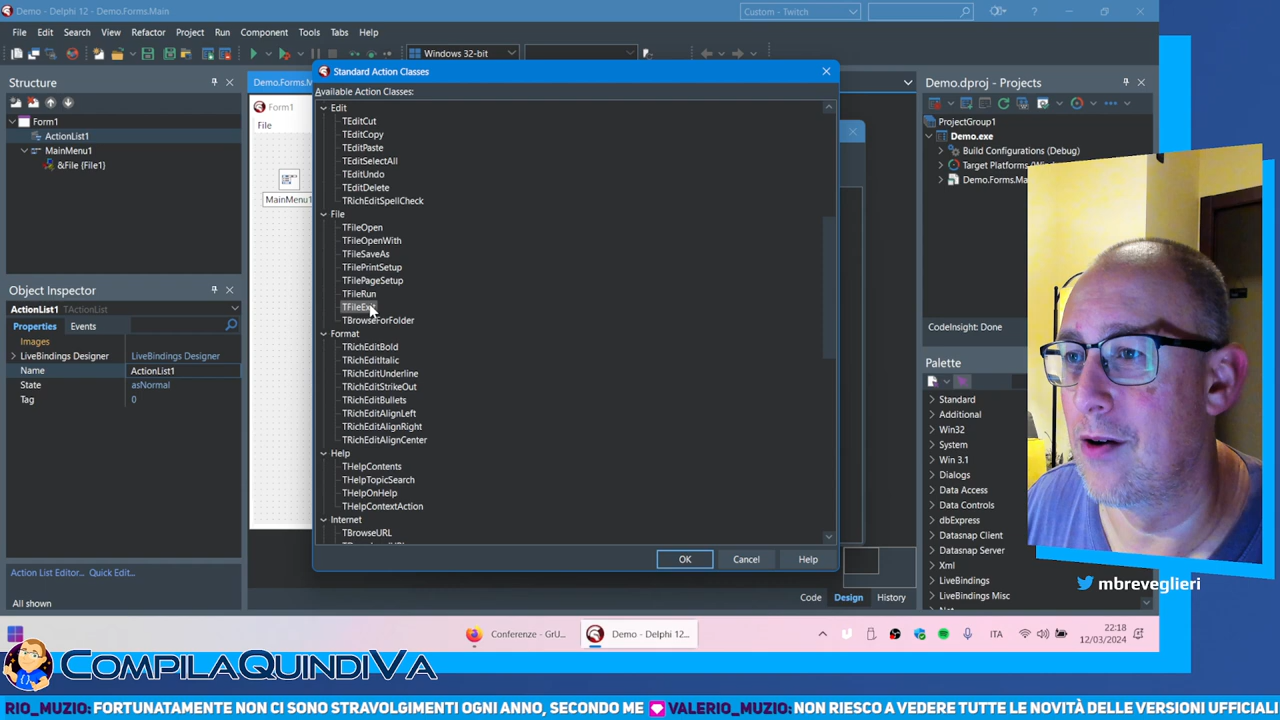 Demo - Delphi 12 - Demo.Forms.Main
Custom - Twitch
File Edit Search View Refactor Project Run Component Tools Tabs Help
Windows 32-bit
Structure
Form1
ActionList1
MainMenu1
&File (File1)
Object Inspector
ActionList1 TActionList
Properties Events
Images
LiveBindings Designer LiveBindings Designer
Name ActionList1
State asNormal
Tag 0
Action List Editor... Quick Edit...
All shown
Demo.Forms.M
Form1
File
MainMenu1
Standard Action Classes
Available Action Classes:
Edit
TEditCut
TEditCopy
TEditPaste
TEditSelectAll
TEditUndo
TEditDelete
TRichEditSpellCheck
File
TFileOpen
TFileOpenWith
TFileSaveAs
TFilePrintSetup
TFilePageSetup
TFileRun
TFileExit
TBrowseForFolder
Format
TRichEditBold
TRichEditItalic
TRichEditUnderline
TRichEditStrikeOut
TRichEditBullets
TRichEditAlignLeft
TRichEditAlignRight
TRichEditAlignCenter
Help
THelpContents
THelpTopicSearch
THelpOnHelp
THelpContextAction
Internet
TBrowseURL
OK Cancel Help
Code Design History
Demo.dproj - Projects
ProjectGroup1
Demo.exe
Build Configurations (Debug)
Target Platforms (Win
Demo.Forms.Ma
CodeInsight: Done
Palette
Standard
Additional
Win32
System
Win 3.1
Dialogs
Data Access
Data Controls
dbExpress
Datasnap Client
Datasnap Server
Xml
LiveBindings
LiveBindings Misc
mbreveglieri
Conferenze - GrU...
Demo - Delphi 12...
ITA
22:18
12/03/2024
COMPILAQUINDIVA
RIO_MUZIO: FORTUNATAMENTE NON CI SONO STRAVOLGIMENTI OGNI ANNO, SECONDO ME VALERIO_MUZIO: NON RIESCO A VEDERE TUTTE LE NOVITÀ DELLE VERSIONI UFFICIALI